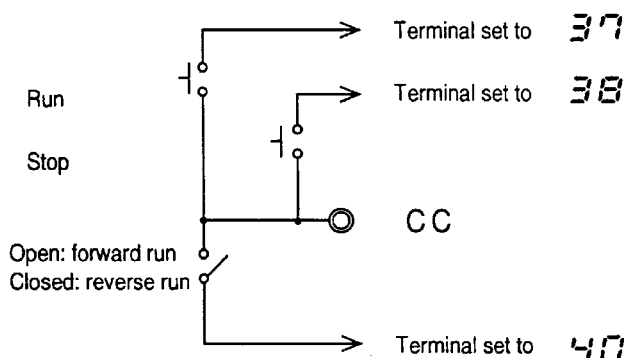 Terminal set to 37
Run
Terminal set to 38
Stop
CC
Open: forward run
Closed: reverse run
Terminal set to 40